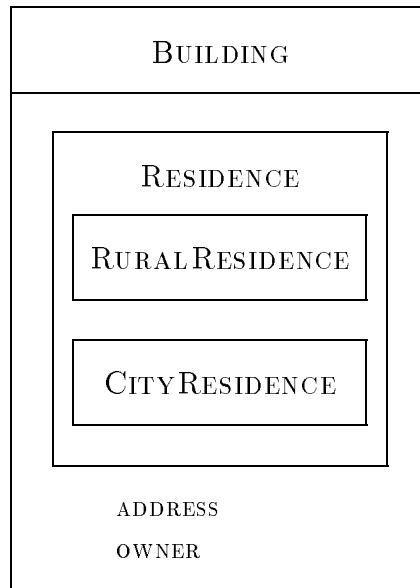 BUILDING
RESIDENCE
RURALRESIDENCE
CITYRESIDENCE
ADDRESS
OWNER